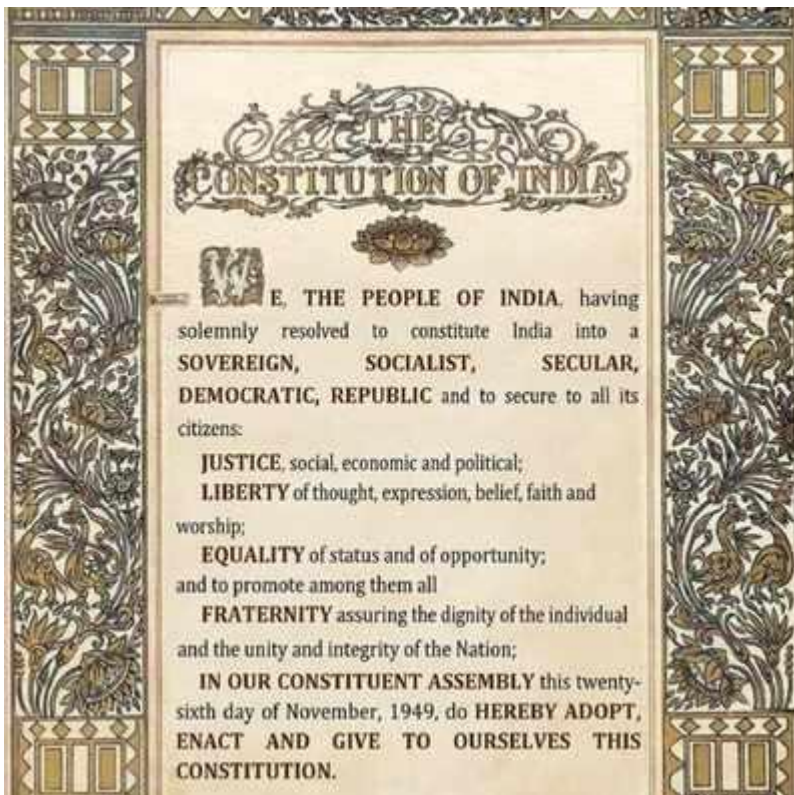 THE
CONSTITUTION OF INDIA
WE, THE PEOPLE OF INDIA, having
solemnly resolved to constitute India into a
SOVEREIGN, SOCIALIST, SECULAR,
DEMOCRATIC, REPUBLIC and to secure to all its
citizens:
JUSTICE, social, economic and political;
LIBERTY of thought, expression, belief, faith and
worship;
EQUALITY of status and of opportunity;
and to promote among them all
FRATERNITY assuring the dignity of the individual
and the unity and integrity of the Nation;
IN OUR CONSTITUENT ASSEMBLY this twenty-
sixth day of November, 1949, do HEREBY ADOPT,
ENACT AND GIVE TO OURSELVES THIS
CONSTITUTION.